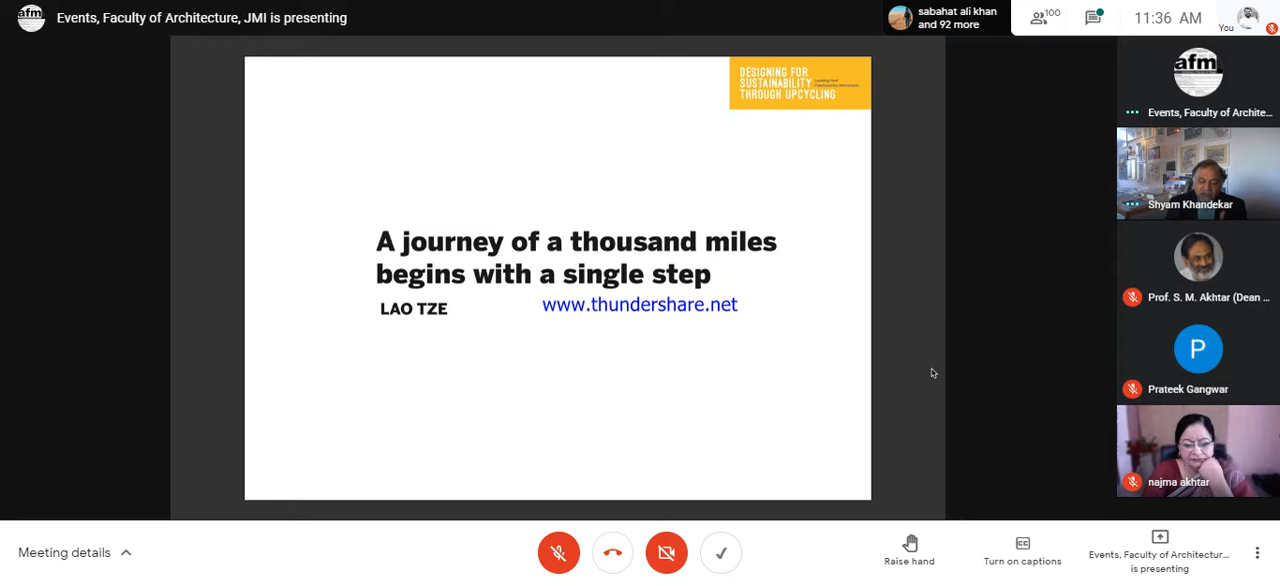 afm
Events, Faculty of Architecture, JMI is presenting
sabahat ali khan
and 92 more
100
11:36 AM
You
DESIGNING FOR
SUSTAINABILITY
THROUGH UPCYCLING
afm
Events, Faculty of Archite...
Shyam Khandekar
A journey of a thousand miles
begins with a single step
LAO TZE
www.thundershare.net
Prof. S. M. Akhtar (Dean ...
P
Prateek Gangwar
najma akhtar
Meeting details
Raise hand
CC
Turn on captions
Events, Faculty of Architectur...
is presenting